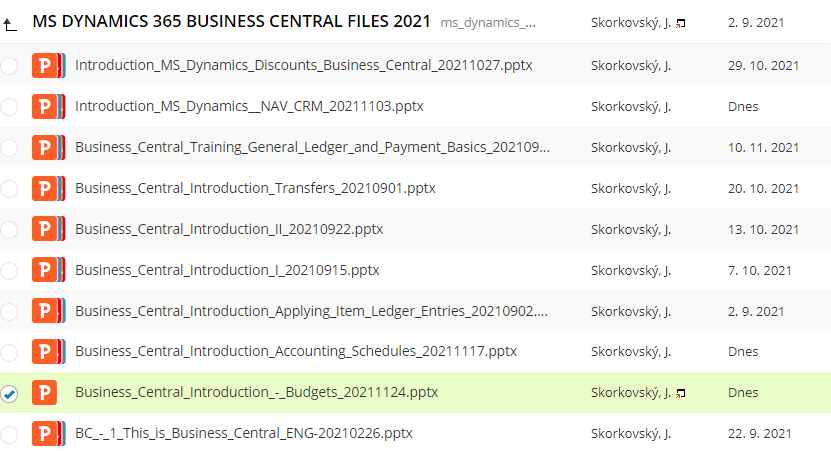 MS DYNAMICS 365 BUSINESS CENTRAL FILES 2021 ms_dynamics_... Skorkovský, J. 2. 9. 2021
Introduction_MS_Dynamics_Discounts_Business_Central_20211027.pptx Skorkovský, J. 29. 10. 2021
Introduction_MS_Dynamics__NAV_CRM_20211103.pptx Skorkovský, J. Dnes
Business_Central_Training_General_Ledger_and_Payment_Basics_202109... Skorkovský, J. 10. 11. 2021
Business_Central_Introduction_Transfers_20210901.pptx Skorkovský, J. 20. 10. 2021
Business_Central_Introduction_II_20210922.pptx Skorkovský, J. 13. 10. 2021
Business_Central_Introduction_I_20210915.pptx Skorkovský, J. 7. 10. 2021
Business_Central_Introduction_Applying_Item_Ledger_Entries_20210902.... Skorkovský, J. 2. 9. 2021
Business_Central_Introduction_Accounting_Schedules_20211117.pptx Skorkovský, J. Dnes
Business_Central_Introduction_-_Budgets_20211124.pptx Skorkovský, J. Dnes
BC_-_1_This_is_Business_Central_ENG-20210226.pptx Skorkovský, J. 22. 9. 2021